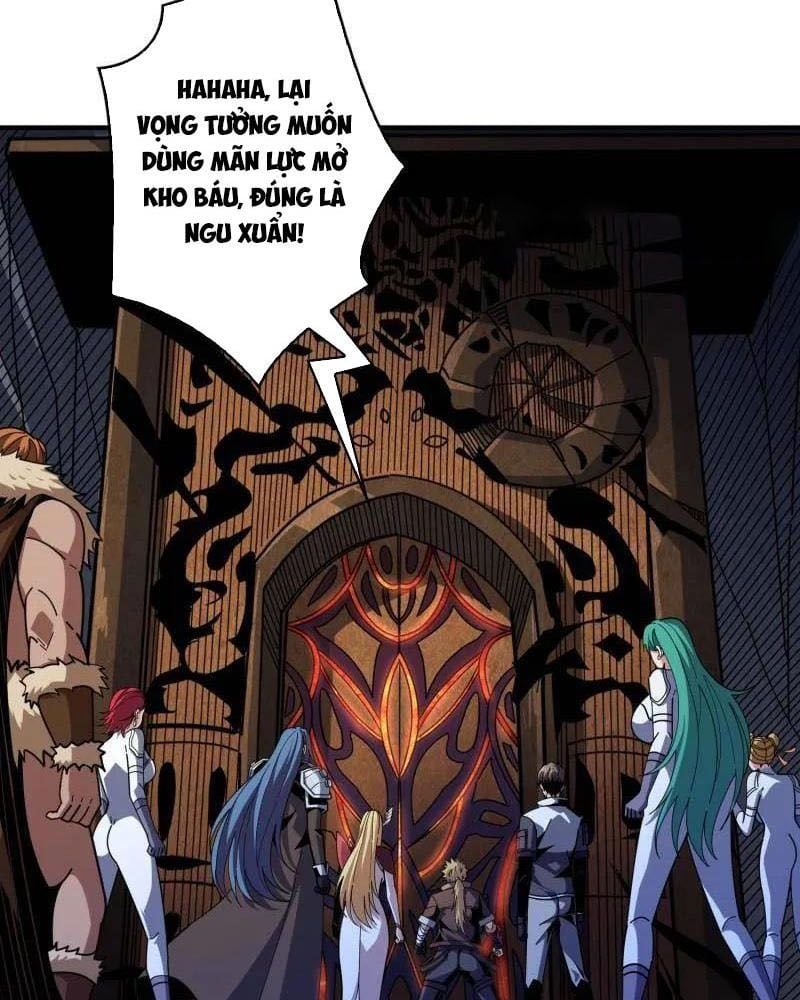 HAHAHA, LẠI
VỌNG TƯỞNG MUỐN
DÙNG MÃN LỰC MỞ
KHO BÁU, ĐÚNG LÀ
NGU XUẨN!